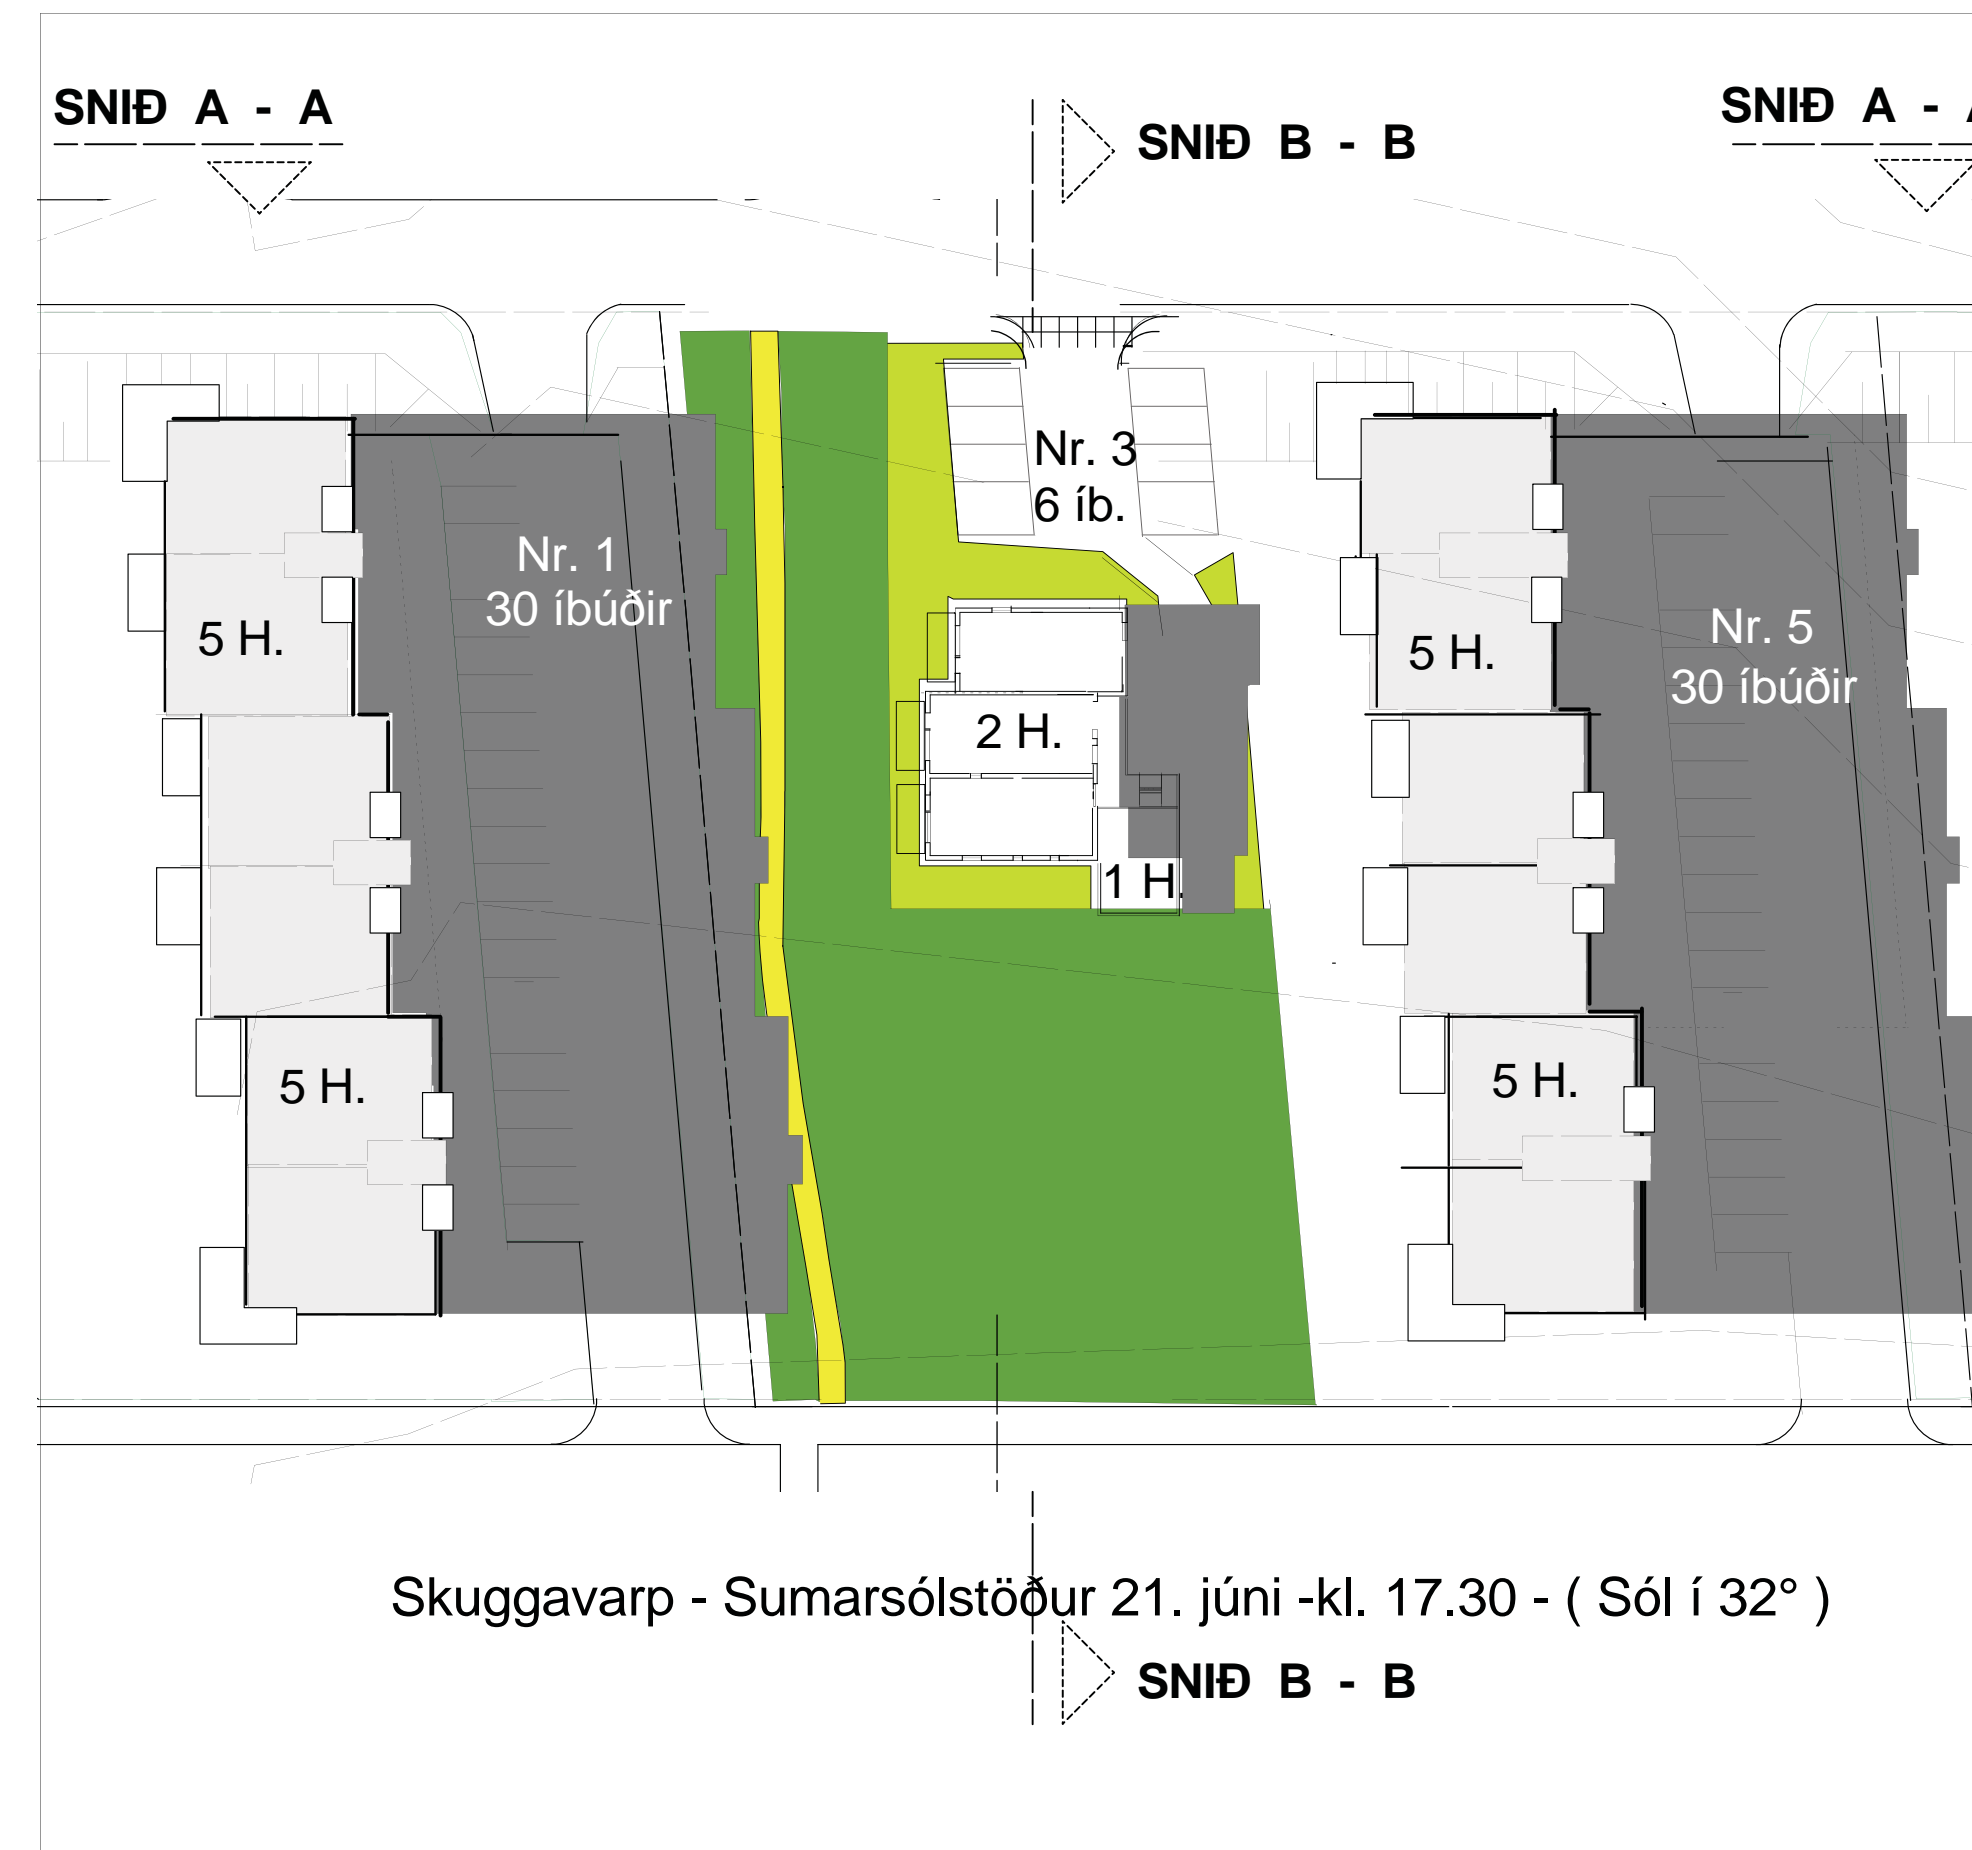 SNIÐ A - A
SNIÐ B - B
SNIÐ A -
Nr. 3
6 íb.
Nr. 1
30 íbúðir
5 H.
Nr. 5
30 íbúðir
5 H.
2 H.
1 H.
5 H.
5 H.
Skuggavarp - Sumarsólstöður 21. júni -kl. 17.30 - ( Sól í 32° )
SNIÐ B - B